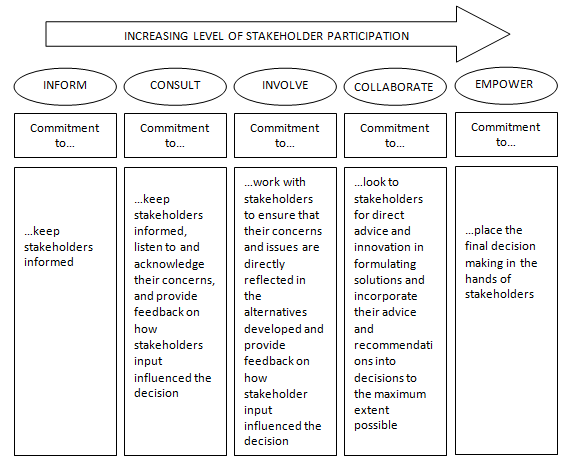 INCREASING LEVEL OF STAKEHOLDER PARTICIPATION
INFORM
CONSULT
INVOLVE
COLLABORATE
EMPOWER
Commitment
to…
Commitment
to…
Commitment
to…
Commitment
to…
Commitment
to…
…keep
stakeholders
informed
…keep
stakeholders
informed,
listen to and
acknowledge
their concerns,
and provide
feedback on
how
stakeholders
input
influenced the
decision
…work with
stakeholders
to ensure that
their concerns
and issues are
directly
reflected in
the
alternatives
developed and
provide
feedback on
how
stakeholder
input
influenced the
decision
…look to
stakeholders
for direct
advice and
innovation in
formulating
solutions and
incorporate
their advice
and
recommendati
ons into
decisions to
the maximum
extent
possible
…place the
final decision
making in the
hands of
stakeholders